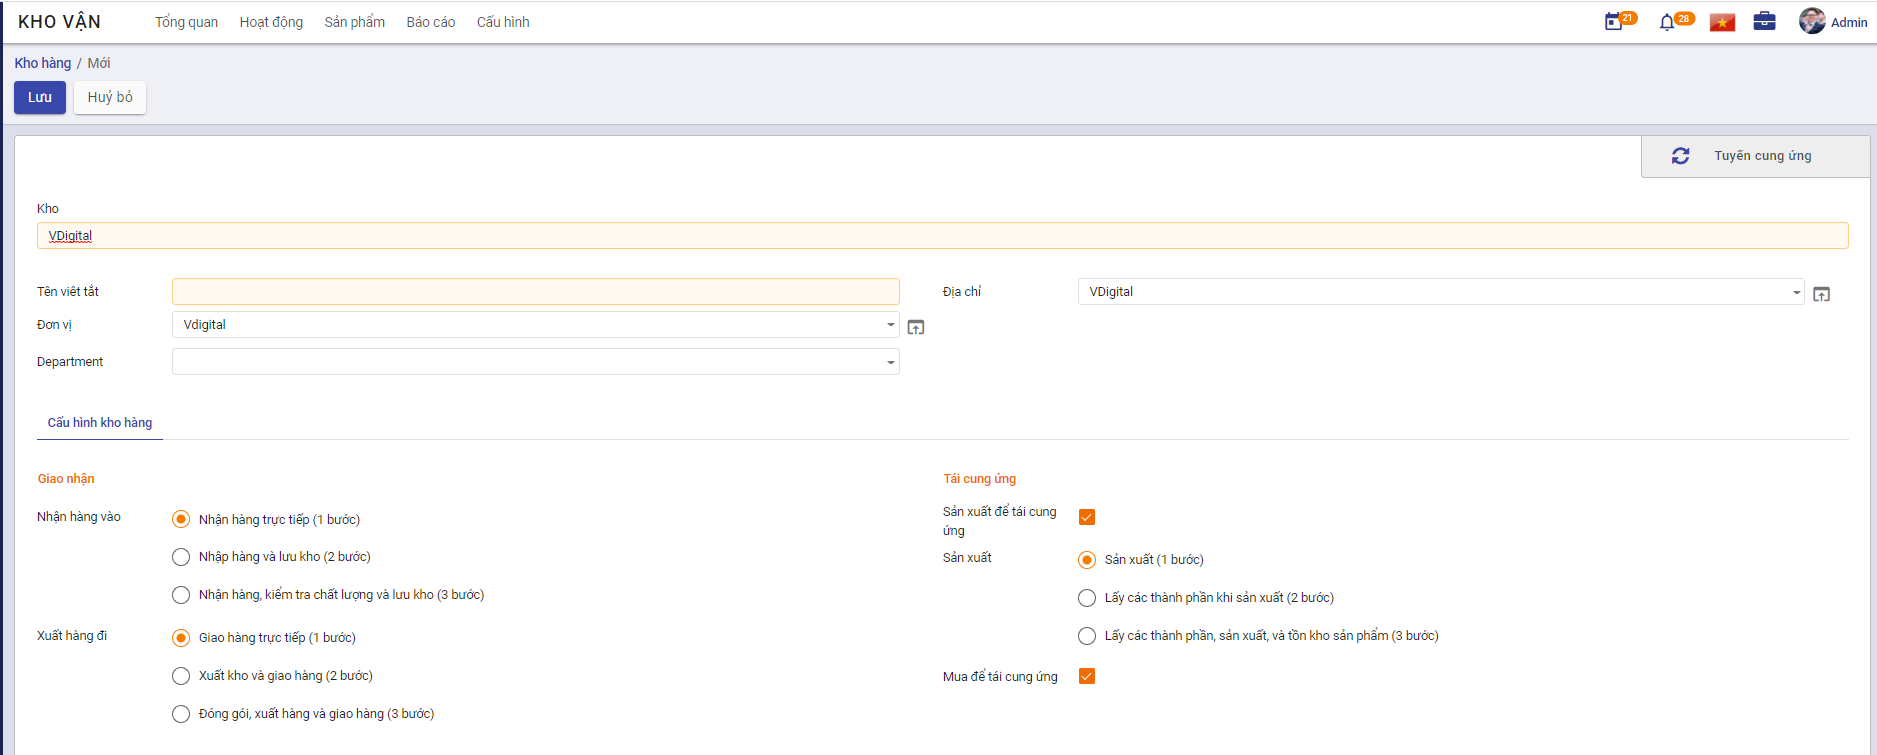 KHO VẬN Tổng quan Hoạt động Sản phẩm Báo cáo Cấu hình 21 28 Admin
Kho hàng / Mới
Lưu Huỷ bỏ
Tuyến cung ứng
Kho
VDigital
Tên viêt tắt
Địa chỉ VDigital
Đơn vị Vdigital
Department
Cấu hình kho hàng
Giao nhận
Tái cung ứng
Nhận hàng vào
Nhận hàng trực tiếp (1 bước)
Nhập hàng và lưu kho (2 bước)
Nhận hàng, kiểm tra chất lượng và lưu kho (3 bước)
Xuất hàng đi
Giao hàng trực tiếp (1 bước)
Xuất kho và giao hàng (2 bước)
Đóng gói, xuất hàng và giao hàng (3 bước)
Sản xuất để tái cung
ứng
Sản xuất
Sản xuất (1 bước)
Lấy các thành phần khi sản xuất (2 bước)
Lấy các thành phần, sản xuất, và tồn kho sản phẩm (3 bước)
Mua để tái cung ứng